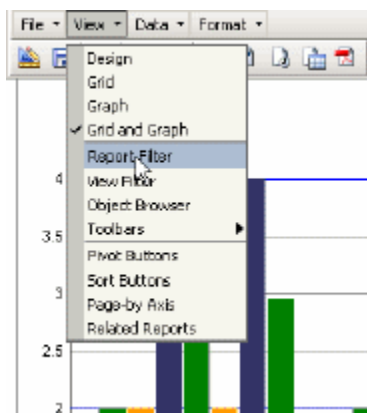 File View Data Format
Design
Grid
Graph
Grid and Graph
Report Filter
View Filter
Object Browser
Toolbars
Pivot Buttons
Sort Buttons
Page-by Axis
Related Reports
4
3.5
3
2.5
2